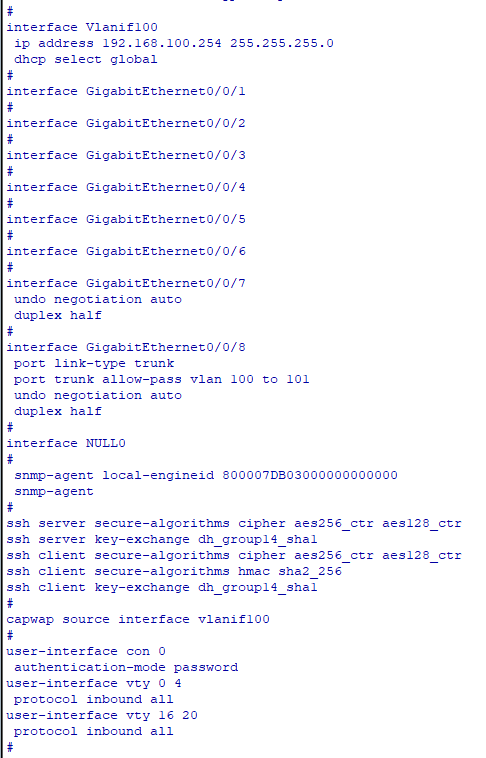 #
interface Vlanif100
 ip address 192.168.100.254 255.255.255.0
 dhcp select global
#
interface GigabitEthernet0/0/1
#
interface GigabitEthernet0/0/2
#
interface GigabitEthernet0/0/3
#
interface GigabitEthernet0/0/4
#
interface GigabitEthernet0/0/5
#
interface GigabitEthernet0/0/6
#
interface GigabitEthernet0/0/7
 undo negotiation auto
 duplex half
#
interface GigabitEthernet0/0/8
 port link-type trunk
 port trunk allow-pass vlan 100 to 101
 undo negotiation auto
 duplex half
#
interface NULL0
#
 snmp-agent local-engineid 800007DB03000000000000
 snmp-agent
#
ssh server secure-algorithms cipher aes256_ctr aes128_ctr
ssh server key-exchange dh_group14_sha1
ssh client secure-algorithms cipher aes256_ctr aes128_ctr
ssh client secure-algorithms hmac sha2_256
ssh client key-exchange dh_group14_sha1
#
capwap source interface vlanif100
#
user-interface con 0
 authentication-mode password
user-interface vty 0 4
 protocol inbound all
user-interface vty 16 20
 protocol inbound all
#